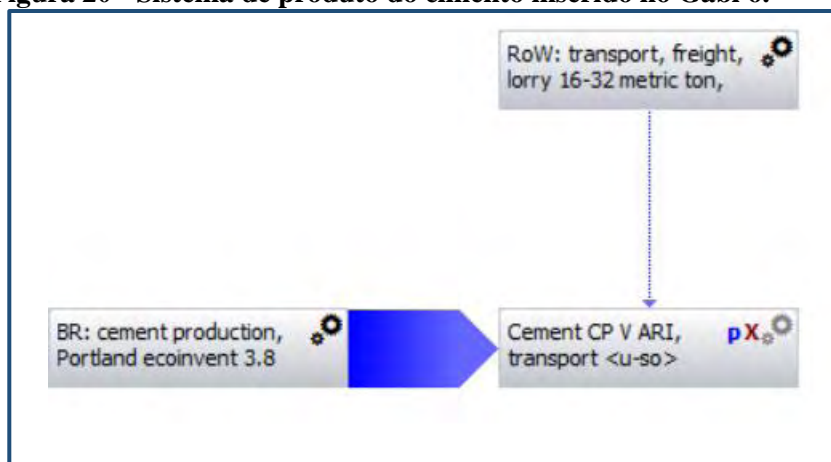 Figura 20 - Sistema de produto do cimento inserido no Gabi 6.
RoW: transport, freight,
lorry 16-32 metric ton,
BR: cement production,
Portland ecoinvent 3.8
Cement CP V ARI,
transport <u-so>
pX